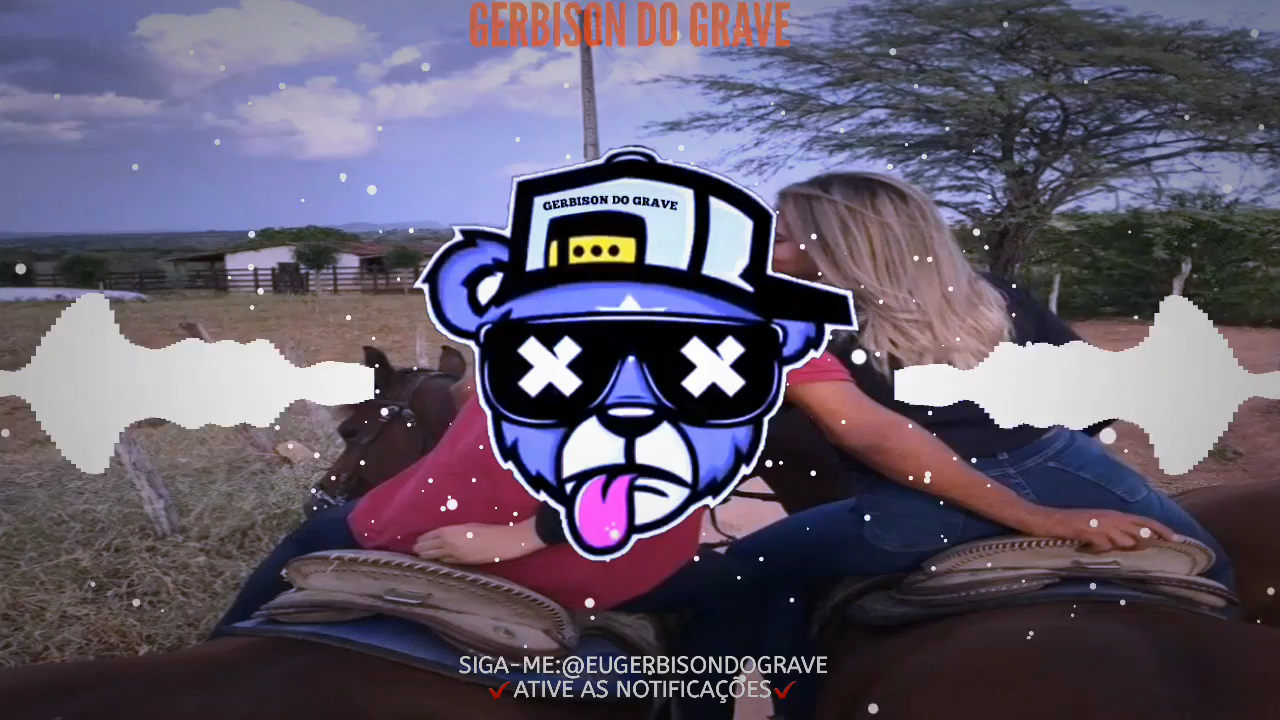 GERBISON DO GRAVE
GERBISON DO GRAVE
SIGA-ME:@EUGERBISONDOGRAVE
✔ATIVE AS NOTIFICAÇÕES✔